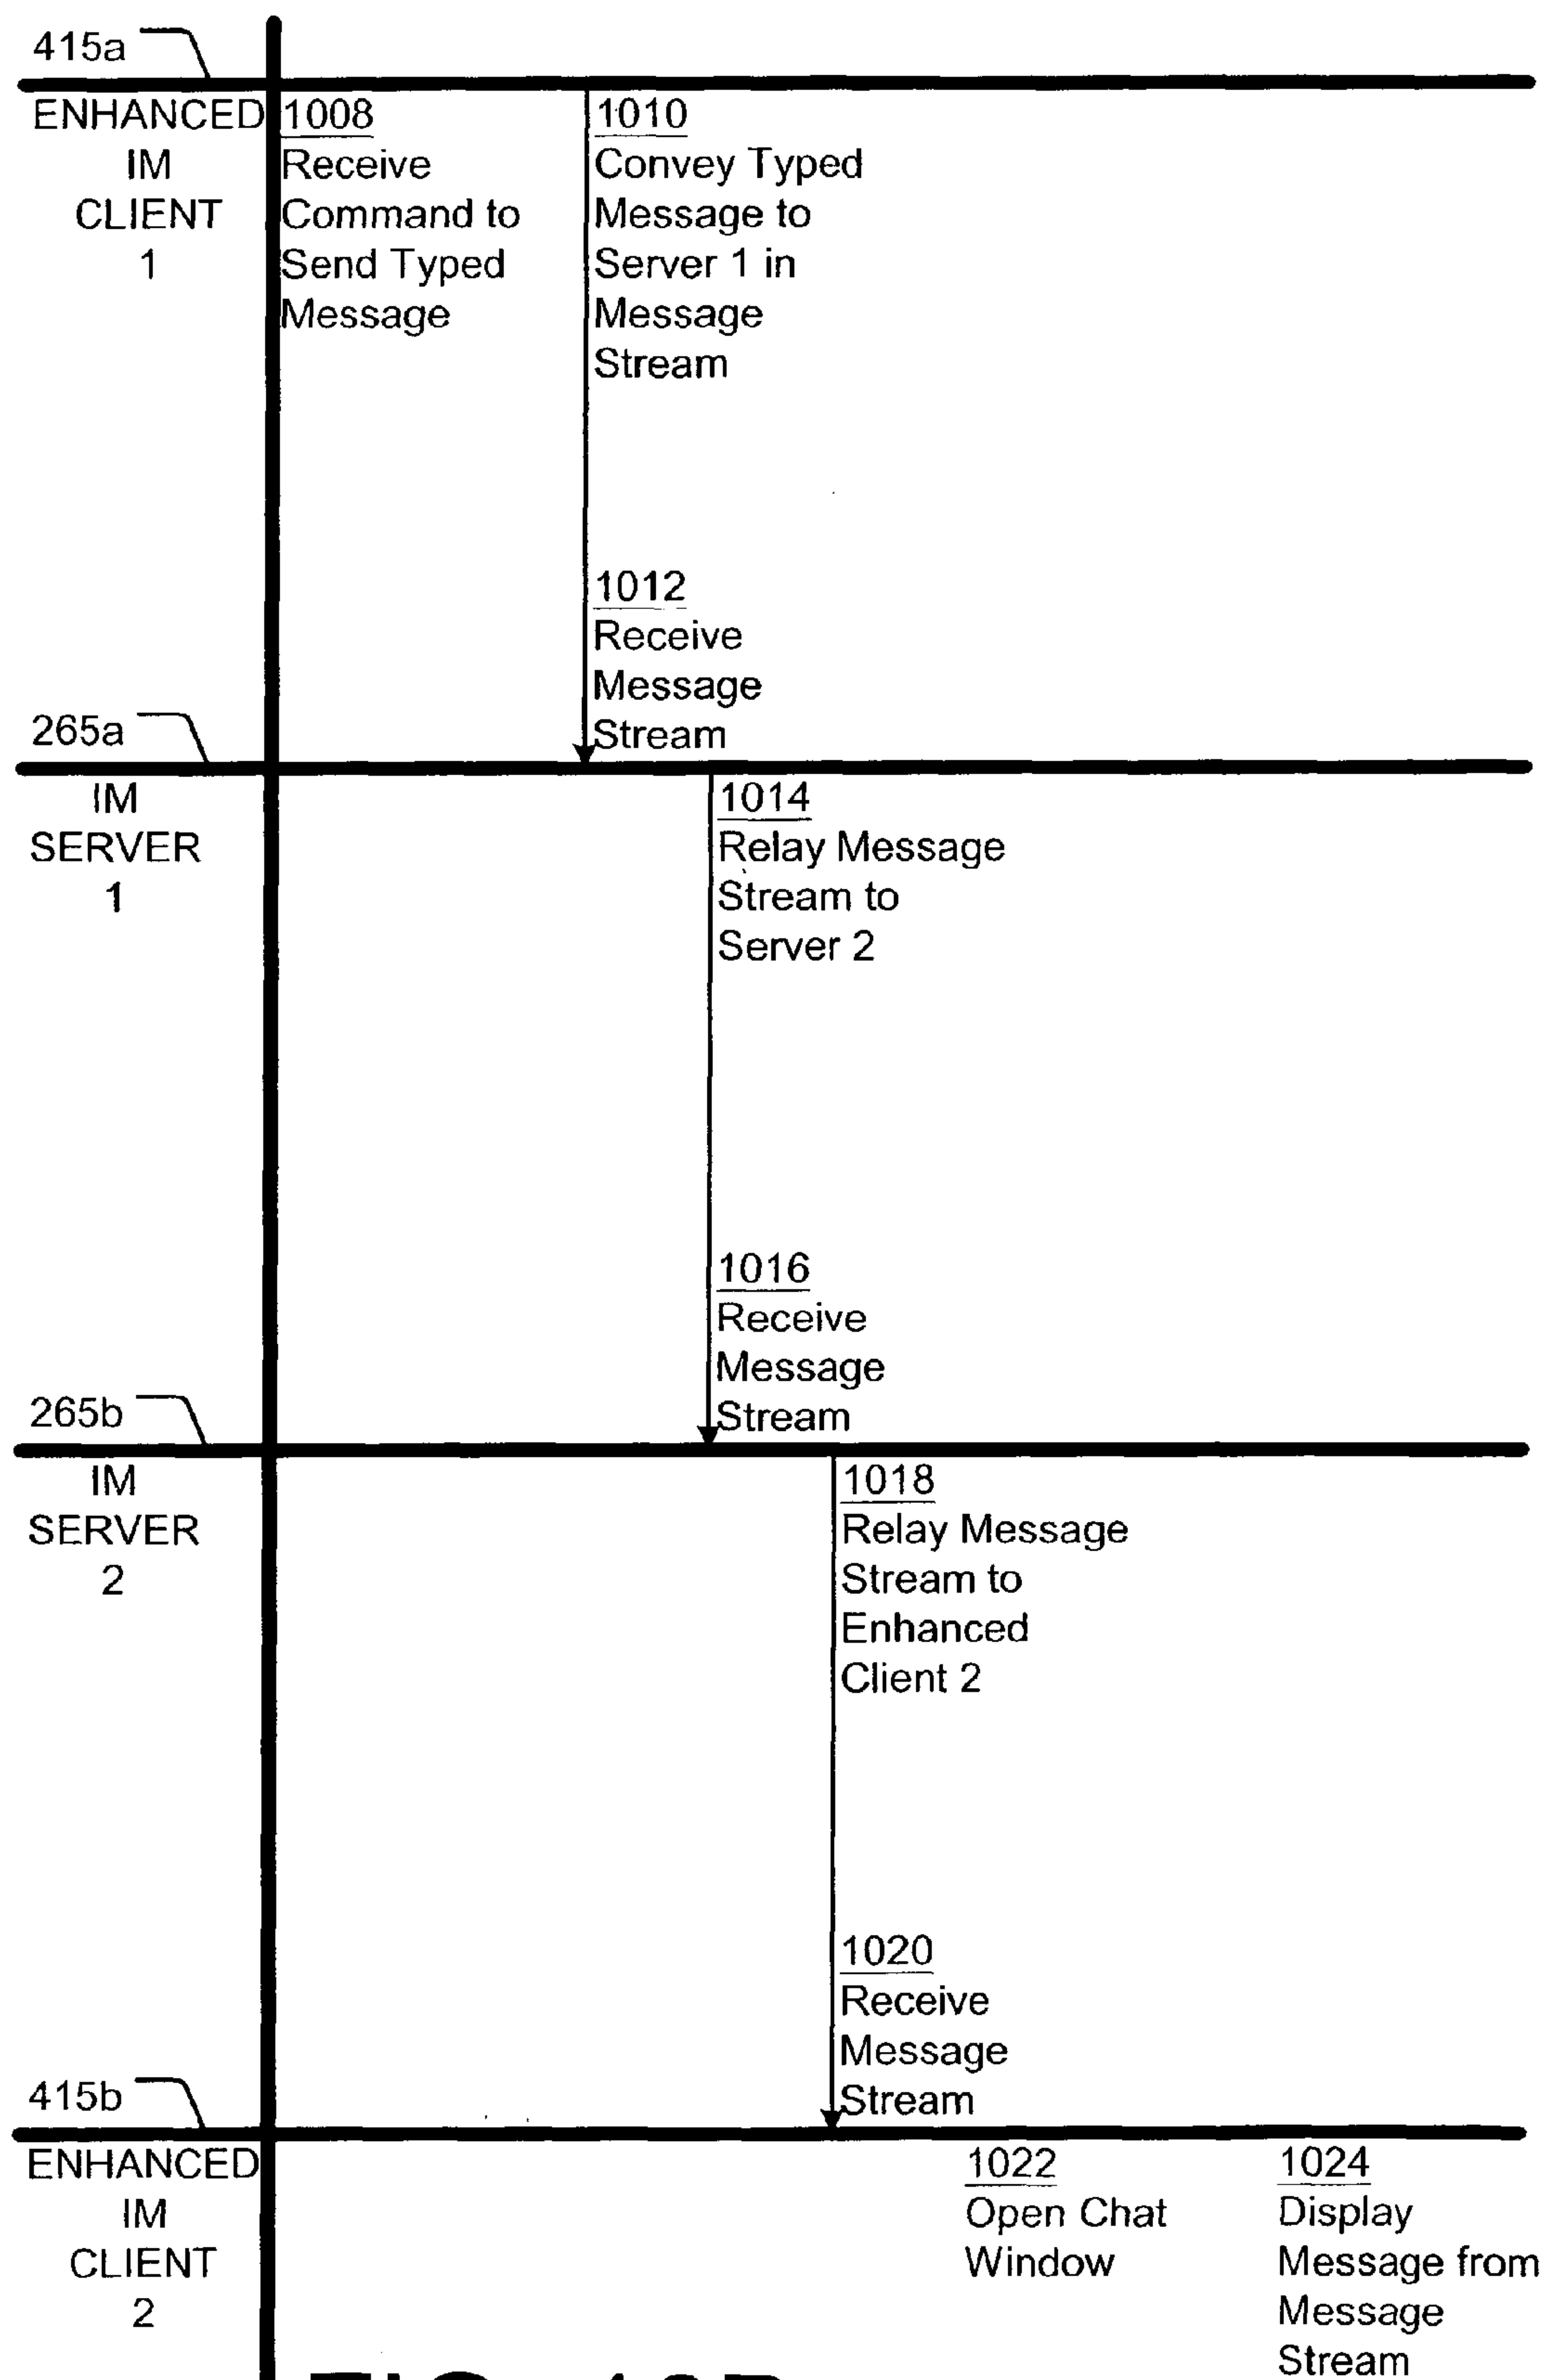 415a
ENHANCED
IM
CLIENT
1
1008
Receive
Command to
Send Typed
Message
1010
Convey Typed
Message to
Server 1 in
Message
Stream
1012
Receive
Message
Stream
265a
IM
SERVER
1
1014
Relay Message
Stream to
Server 2
1016
Receive
Message
Stream
265b
IM
SERVER
2
1018
Relay Message
Stream to
Enhanced
Client 2
1020
Receive
Message
Stream
415b
ENHANCED
IM
CLIENT
2
1022
Open Chat
Window
1024
Display
Message from
Message
Stream